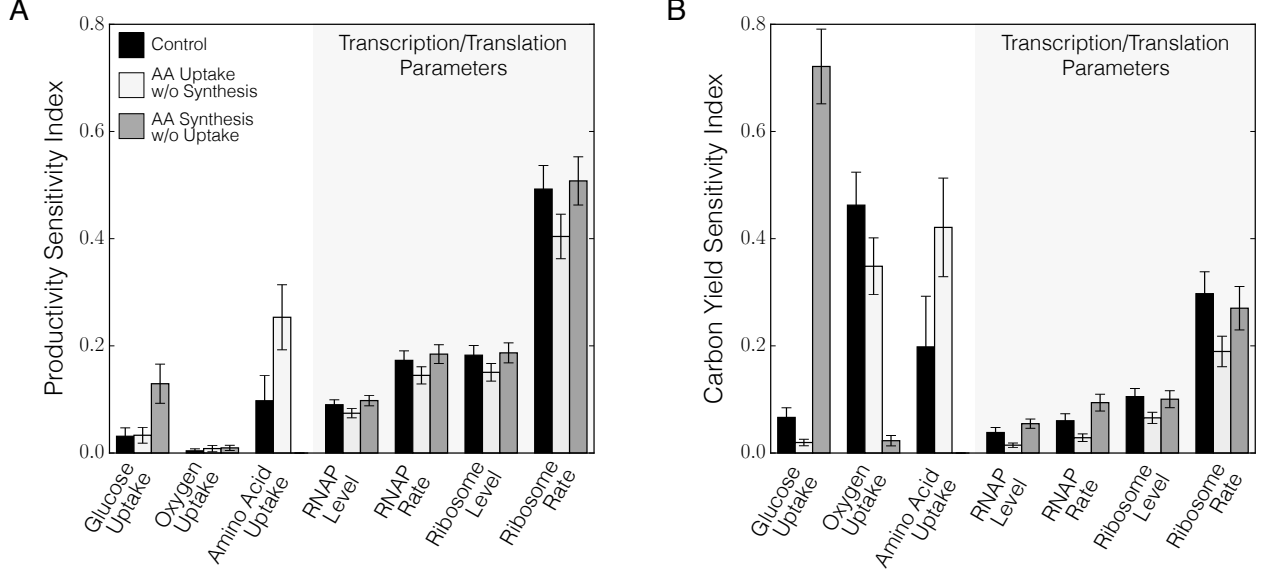 A
Productivity Sensitivity Index
0.8
0.6
0.4
0.2
0.0
Control
AA Uptake
w/o Synthesis
AA Synthesis
w/o Uptake
Transcription/Translation
Parameters
Glucose
Uptake
Oxygen
Uptake
Amino Acid
Uptake
RNAP
Level
RNAP
Rate
Ribosome
Level
Ribosome
Rate
B
Carbon Yield Sensitivity Index
0.8
0.6
0.4
0.2
0.0
Transcription/Translation
Parameters
Glucose
Uptake
Oxygen
Uptake
Amino Acid
Uptake
RNAP
Level
RNAP
Rate
Ribosome
Level
Ribosome
Rate